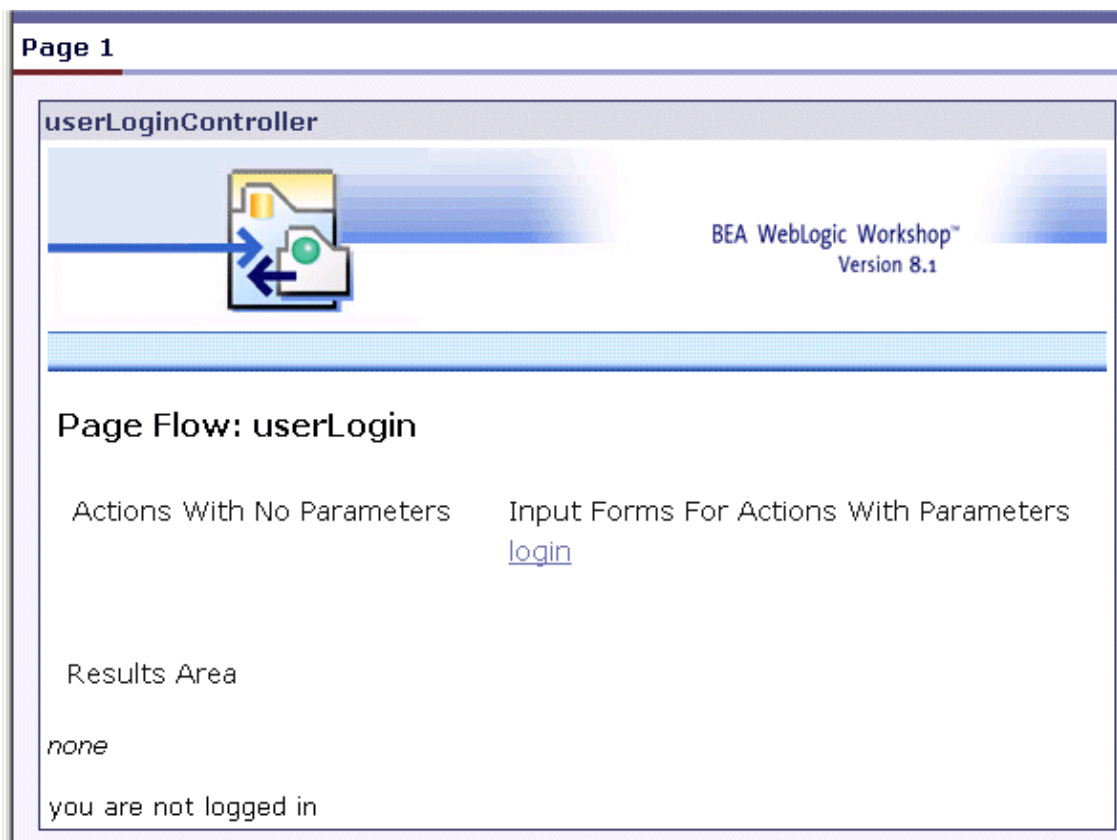 Page 1
userLoginController
BEA WebLogic Workshop™
Version 8.1
Page Flow: userLogin
Actions With No Parameters
Input Forms For Actions With Parameters
login
Results Area
none
you are not logged in